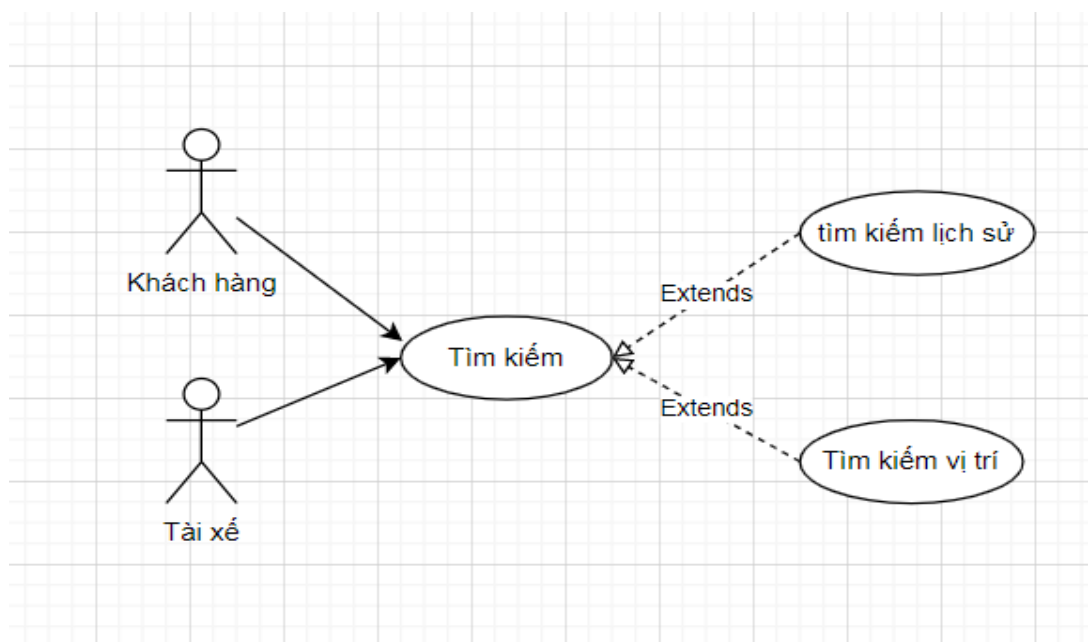 Khách hàng
Tài xế
Tìm kiếm
Extends
Extends
tìm kiếm lịch sử
Tìm kiếm vị trí